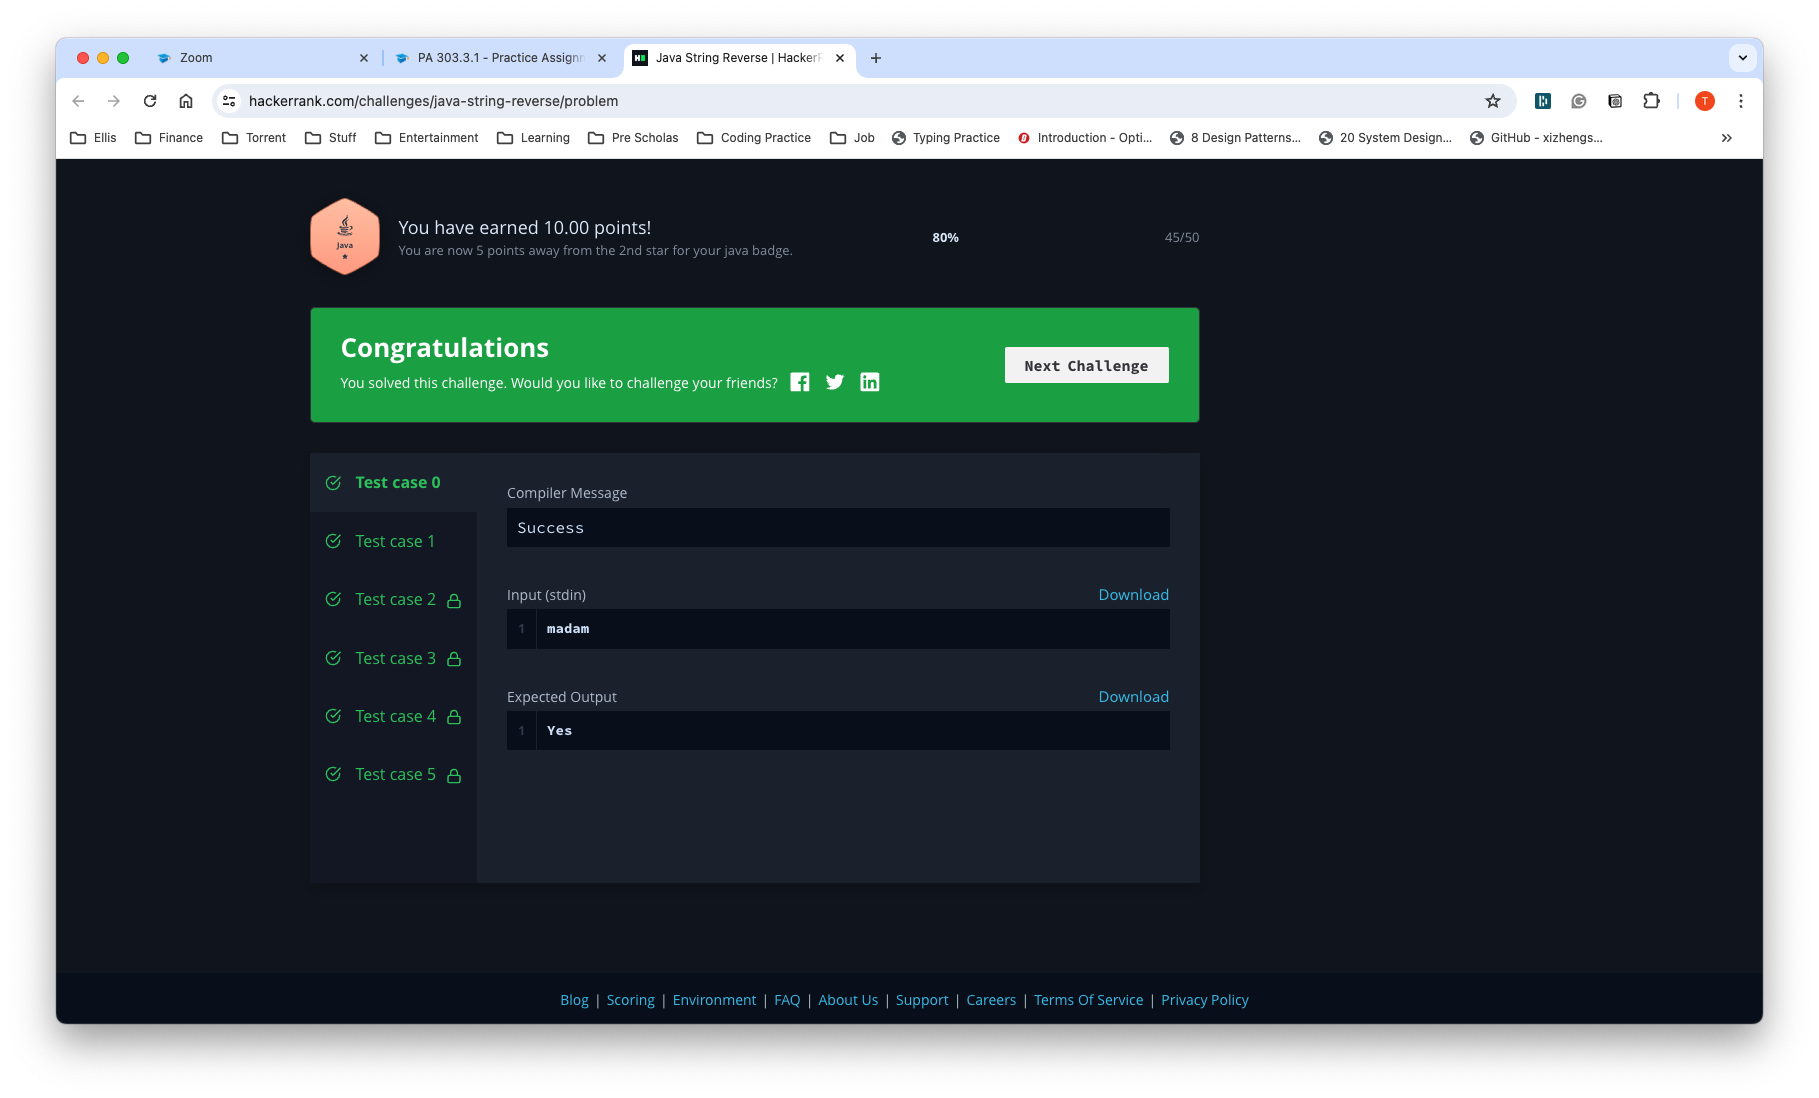 Zoom
PA 303.3.1 - Practice Assignm
Java String Reverse | HackerR
hackerrank.com/challenges/java-string-reverse/problem
T
Ellis
Finance
Torrent
Stuff
Entertainment
Learning
Pre Scholas
Coding Practice
Job
Typing Practice
Introduction - Opti...
8 Design Patterns...
20 System Design...
GitHub - xizhengs...
Java
You have earned 10.00 points!
You are now 5 points away from the 2nd star for your java badge.
80%
45/50
Congratulations
You solved this challenge. Would you like to challenge your friends?
Next Challenge
Test case 0
Test case 1
Test case 2
Test case 3
Test case 4
Test case 5
Compiler Message
Success
Input (stdin)
Download
1 madam
Expected Output
Download
1 Yes
Blog | Scoring | Environment | FAQ | About Us | Support | Careers | Terms Of Service | Privacy Policy